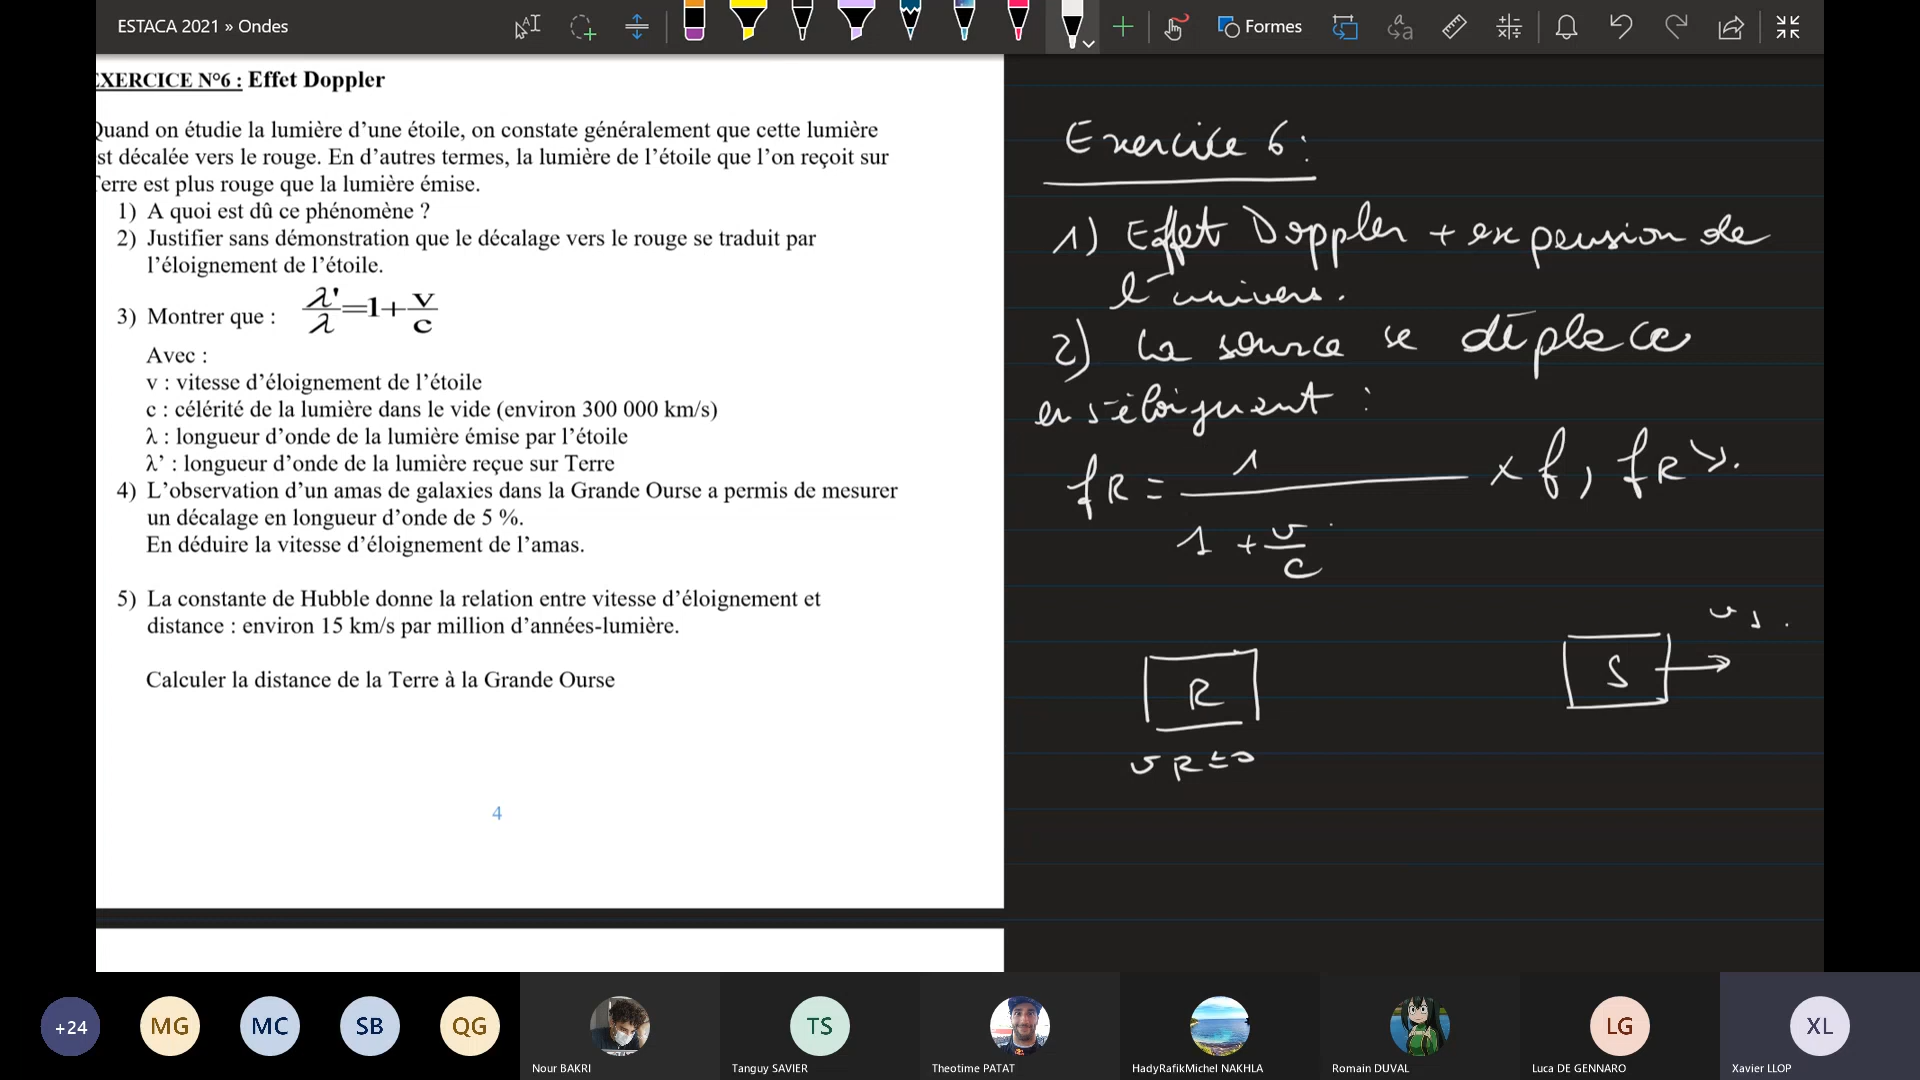 ESTACA 2021 » Ondes
Formes
EXERCICE N°6 : Effet Doppler
Quand on étudie la lumière d’une étoile, on constate généralement que cette lumière
est décalée vers le rouge. En d’autres termes, la lumière de l’étoile que l’on reçoit sur
Terre est plus rouge que la lumière émise.
1) A quoi est dû ce phénomène ?
2) Justifier sans démonstration que le décalage vers le rouge se traduit par
l’éloignement de l’étoile.
3) Montrer que : λ'/λ=1+v/c
Avec :
v : vitesse d’éloignement de l’étoile
c : célérité de la lumière dans le vide (environ 300 000 km/s)
λ : longueur d’onde de la lumière émise par l’étoile
λ’ : longueur d’onde de la lumière reçue sur Terre
4) L’observation d’un amas de galaxies dans la Grande Ourse a permis de mesurer
un décalage en longueur d’onde de 5 %.
En déduire la vitesse d’éloignement de l’amas.
5) La constante de Hubble donne la relation entre vitesse d’éloignement et
distance : environ 15 km/s par million d’années-lumière.
Calculer la distance de la Terre à la Grande Ourse
4
Exercice 6 :
1) Effet Doppler + expension de
l'univers.
2) La source se déplace
en s'éloignent :
fR = 1/(1 + v/c) × f, fR ↘.
R
vR = 0
S
vs.
+24
MG
MC
SB
QG
Nour BAKRI
TS
Tanguy SAVIER
Theotime PATAT
HadyRafikMichel NAKHLA
Romain DUVAL
LG
Luca DE GENNARO
XL
Xavier LLOP